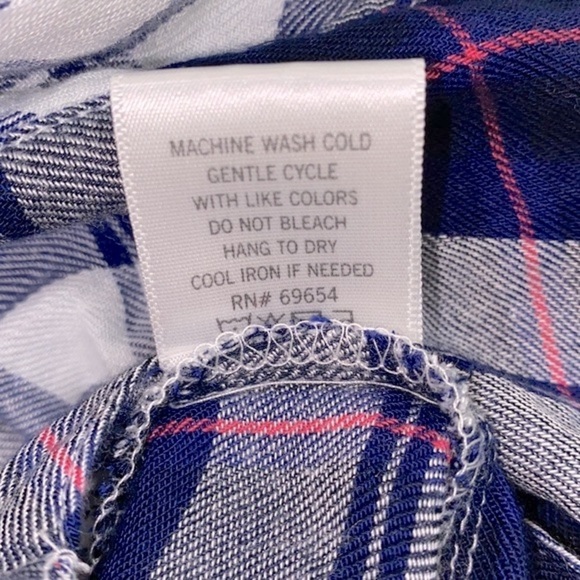 MACHINE WASH COLD
GENTLE CYCLE
WITH LIKE COLORS
DO NOT BLEACH
HANG TO DRY
COOL IRON IF NEEDED
RN# 69654